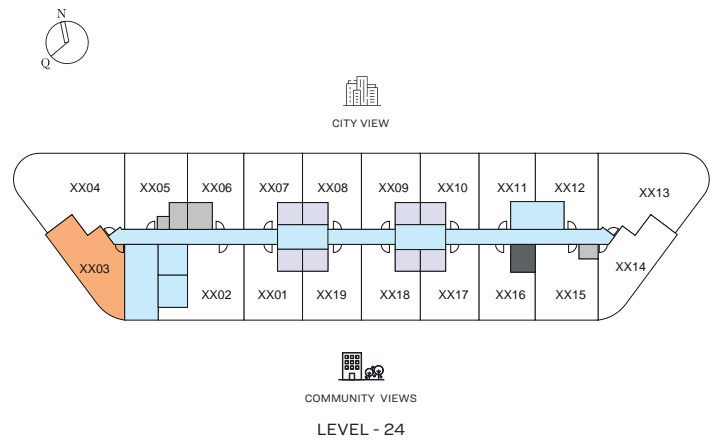 N
Q
CITY VIEW
XX04 XX05 XX06 XX07 XX08 XX09 XX10 XX11 XX12 XX13
XX03 XX14
XX02 XX01 XX19 XX18 XX17 XX16 XX15
COMMUNITY VIEWS
LEVEL - 24